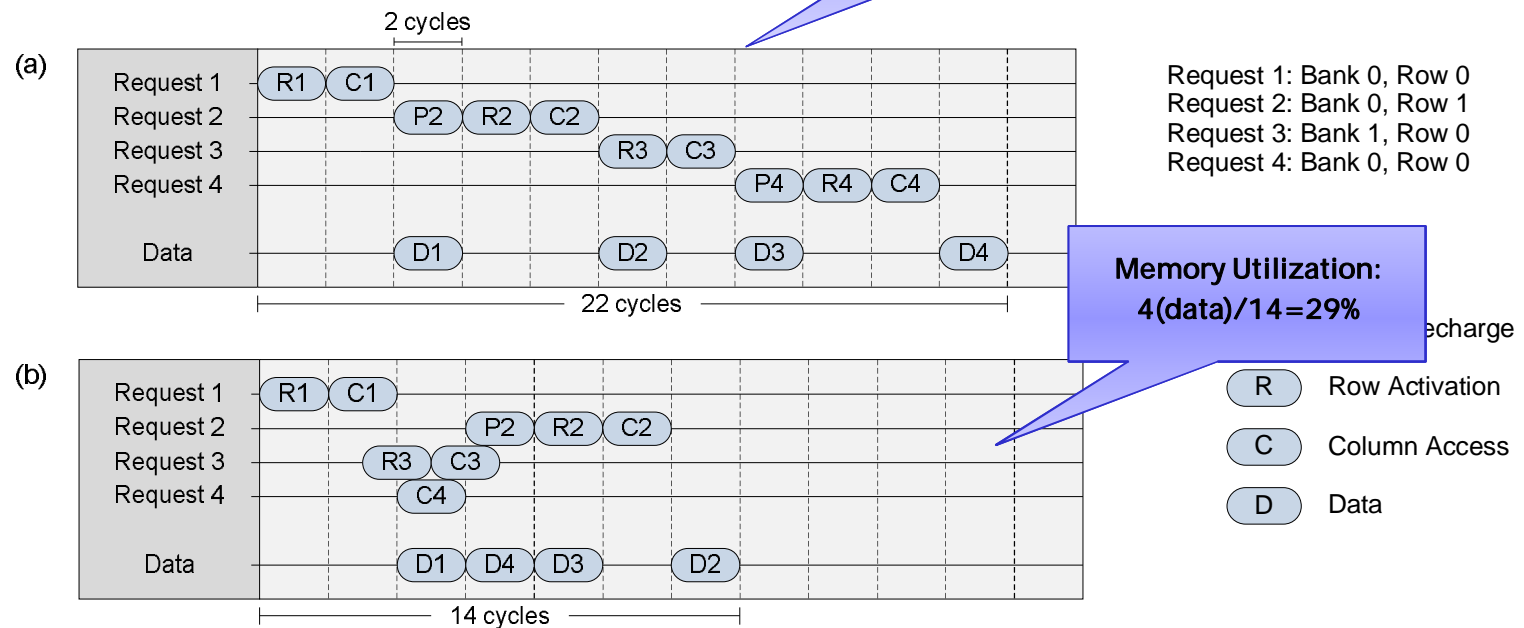 2 cycles
(a)
Request 1 R1 C1
Request 2 P2 R2 C2
Request 3 R3 C3
Request 4 P4 R4 C4
Data D1 D2 D3 D4
22 cycles
Request 1: Bank 0, Row 0
Request 2: Bank 0, Row 1
Request 3: Bank 1, Row 0
Request 4: Bank 0, Row 0
Memory Utilization:
4(data)/14=29%
echarge
R Row Activation
C Column Access
D Data
(b)
Request 1 R1 C1
Request 2 P2 R2 C2
Request 3 R3 C3
Request 4 C4
Data D1 D4 D3 D2
14 cycles